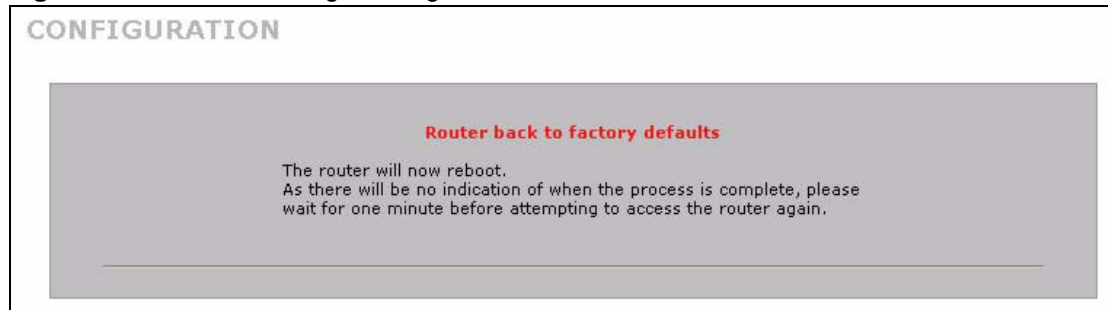 CONFIGURATION
Router back to factory defaults
The router will now reboot.
As there will be no indication of when the process is complete, please
wait for one minute before attempting to access the router again.